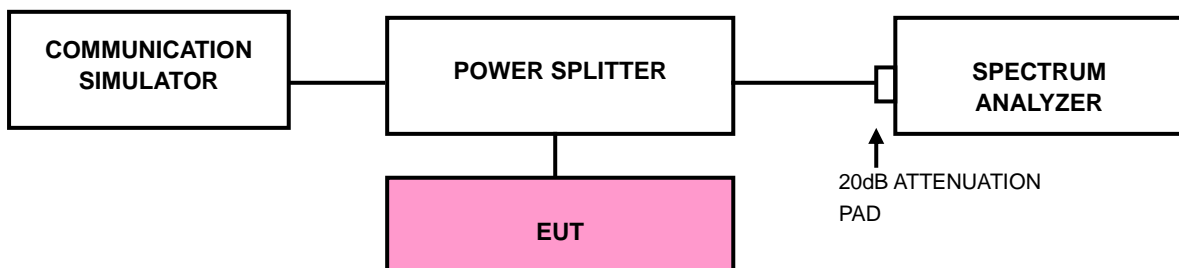 COMMUNICATION
SIMULATOR
POWER SPLITTER
SPECTRUM
ANALYZER
20dB ATTENUATION
PAD
EUT